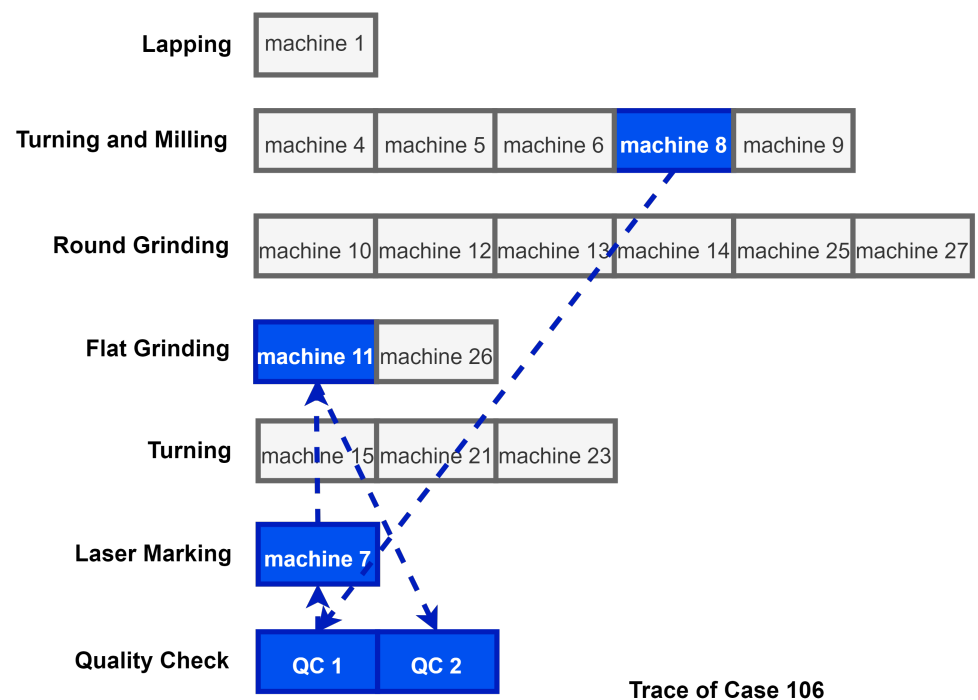 Lapping machine 1
Turning and Milling machine 4 machine 5 machine 6 machine 8 machine 9
Round Grinding machine 10 machine 12 machine 13 machine 14 machine 25 machine 27
Flat Grinding machine 11 machine 26
Turning machine 15 machine 21 machine 23
Laser Marking machine 7
Quality Check QC 1 QC 2
Trace of Case 106